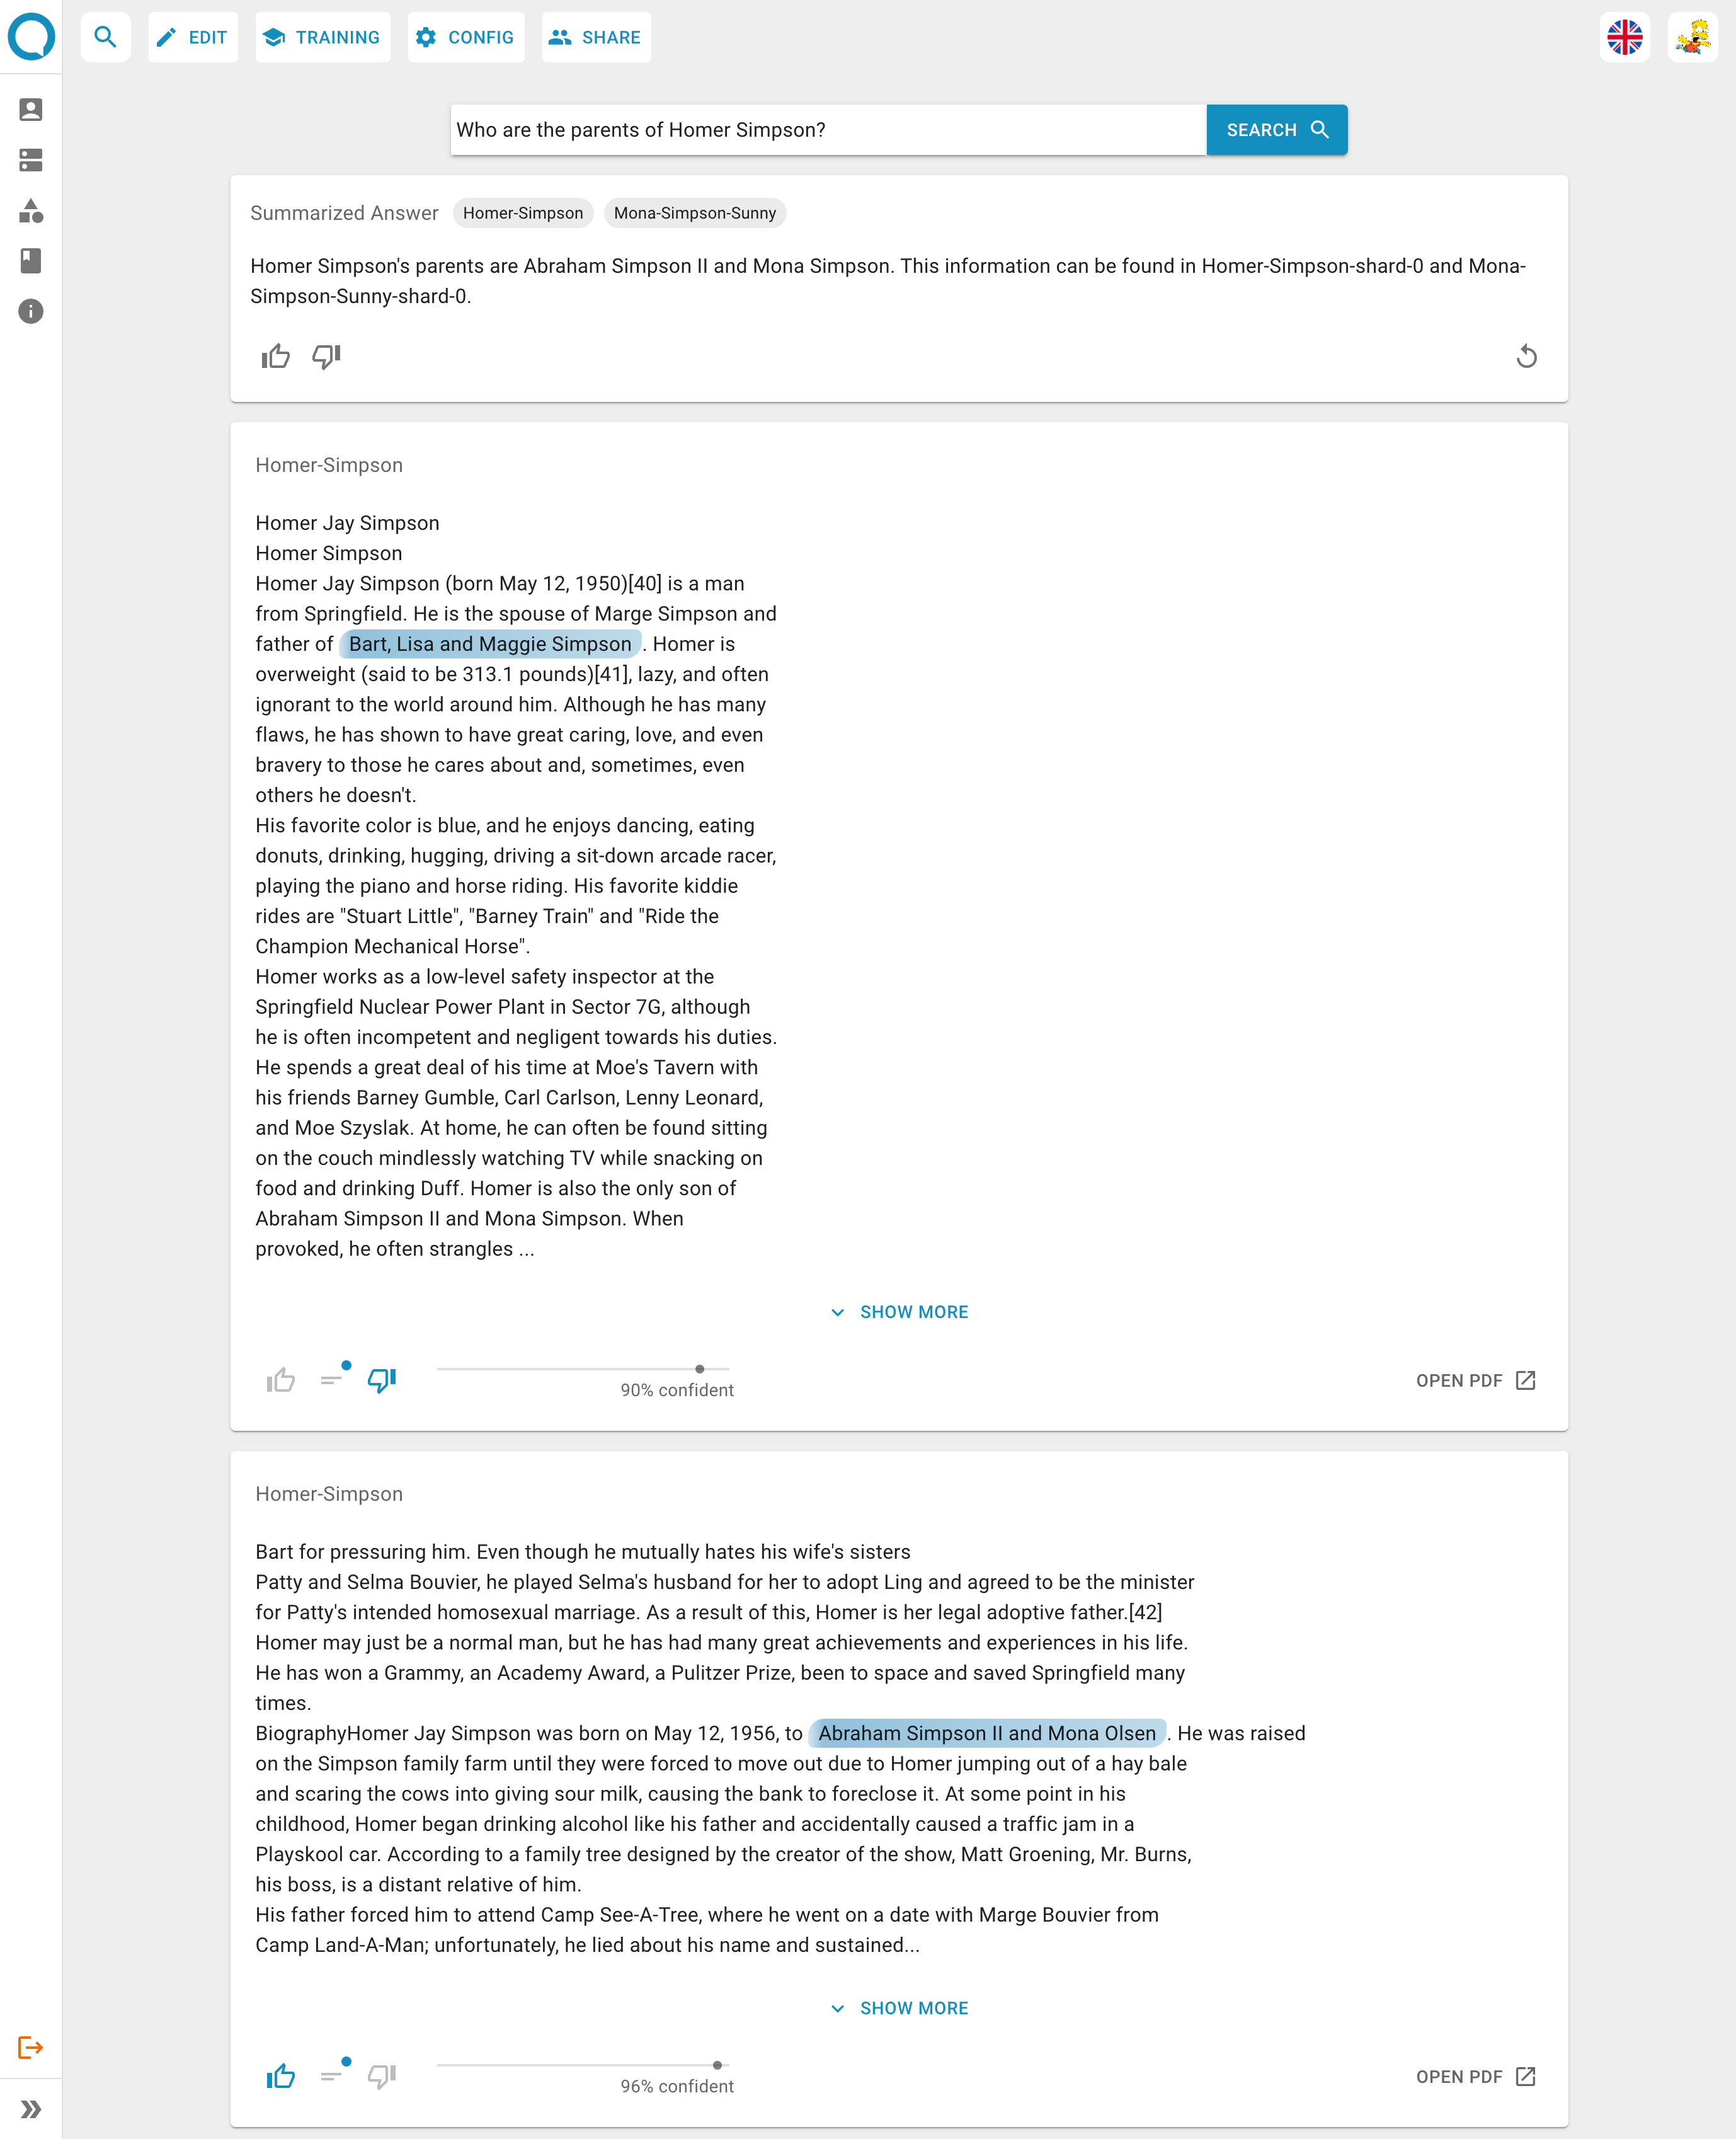 EDIT
TRAINING
CONFIG
SHARE
Who are the parents of Homer Simpson?
SEARCH
Summarized Answer
Homer-Simpson
Mona-Simpson-Sunny
Homer Simpson's parents are Abraham Simpson II and Mona Simpson. This information can be found in Homer-Simpson-shard-0 and Mona-
Simpson-Sunny-shard-0.
Homer-Simpson
Homer Jay Simpson
Homer Simpson
Homer Jay Simpson (born May 12, 1950)[40] is a man
from Springfield. He is the spouse of Marge Simpson and
father of Bart, Lisa and Maggie Simpson . Homer is
overweight (said to be 313.1 pounds)[41], lazy, and often
ignorant to the world around him. Although he has many
flaws, he has shown to have great caring, love, and even
bravery to those he cares about and, sometimes, even
others he doesn't.
His favorite color is blue, and he enjoys dancing, eating
donuts, drinking, hugging, driving a sit-down arcade racer,
playing the piano and horse riding. His favorite kiddie
rides are "Stuart Little", "Barney Train" and "Ride the
Champion Mechanical Horse".
Homer works as a low-level safety inspector at the
Springfield Nuclear Power Plant in Sector 7G, although
he is often incompetent and negligent towards his duties.
He spends a great deal of his time at Moe's Tavern with
his friends Barney Gumble, Carl Carlson, Lenny Leonard,
and Moe Szyslak. At home, he can often be found sitting
on the couch mindlessly watching TV while snacking on
food and drinking Duff. Homer is also the only son of
Abraham Simpson II and Mona Simpson. When
provoked, he often strangles ...
SHOW MORE
90% confident
OPEN PDF
Homer-Simpson
Bart for pressuring him. Even though he mutually hates his wife's sisters
Patty and Selma Bouvier, he played Selma's husband for her to adopt Ling and agreed to be the minister
for Patty's intended homosexual marriage. As a result of this, Homer is her legal adoptive father.[42]
Homer may just be a normal man, but he has had many great achievements and experiences in his life.
He has won a Grammy, an Academy Award, a Pulitzer Prize, been to space and saved Springfield many
times.
BiographyHomer Jay Simpson was born on May 12, 1956, to Abraham Simpson II and Mona Olsen . He was raised
on the Simpson family farm until they were forced to move out due to Homer jumping out of a hay bale
and scaring the cows into giving sour milk, causing the bank to foreclose it. At some point in his
childhood, Homer began drinking alcohol like his father and accidentally caused a traffic jam in a
Playskool car. According to a family tree designed by the creator of the show, Matt Groening, Mr. Burns,
his boss, is a distant relative of him.
His father forced him to attend Camp See-A-Tree, where he went on a date with Marge Bouvier from
Camp Land-A-Man; unfortunately, he lied about his name and sustained...
SHOW MORE
96% confident
OPEN PDF